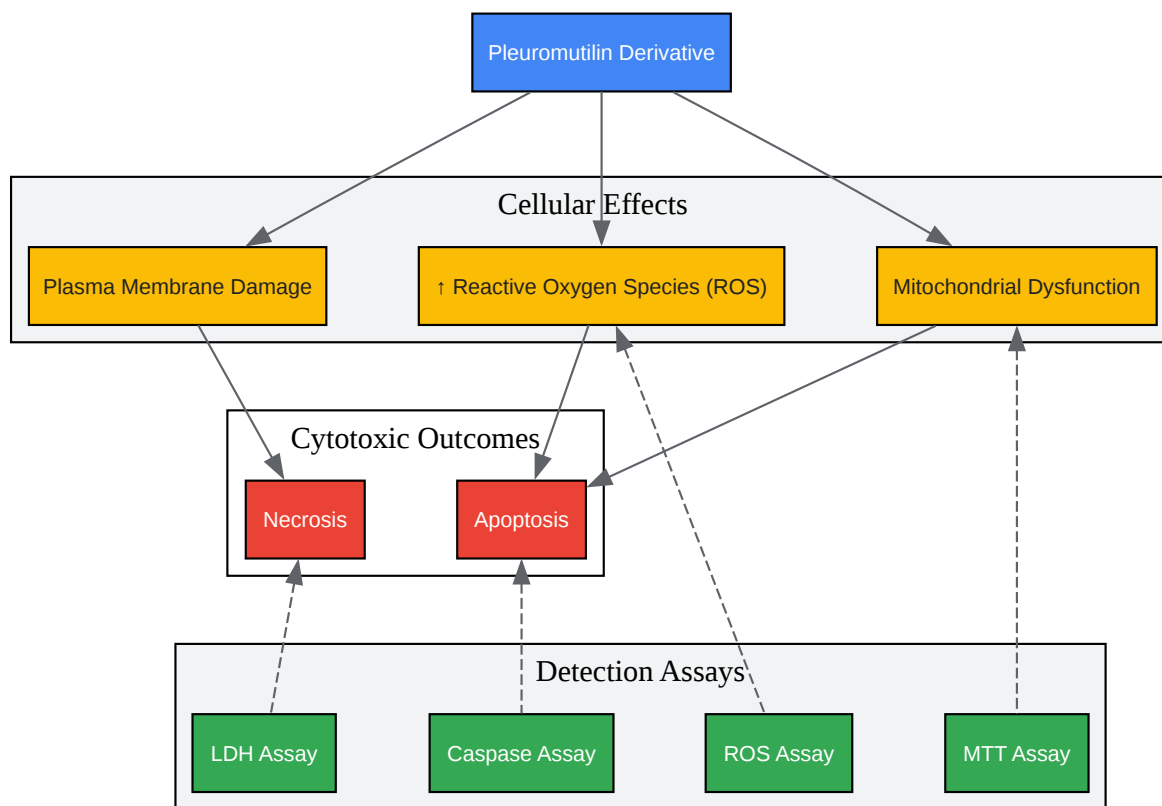 Pleuromutilin Derivative
Cellular Effects
Plasma Membrane Damage
↑ Reactive Oxygen Species (ROS)
Mitochondrial Dysfunction
Cytotoxic Outcomes
Necrosis
Apoptosis
Detection Assays
LDH Assay
Caspase Assay
ROS Assay
MTT Assay